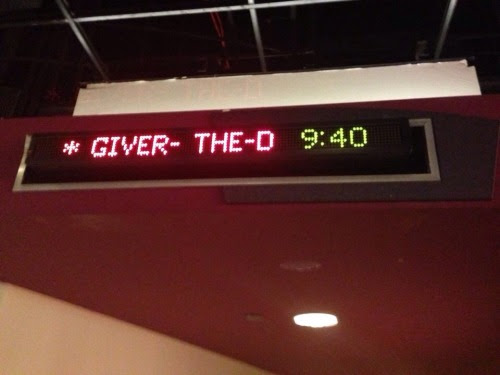 * GIVER- THE-D 9:40